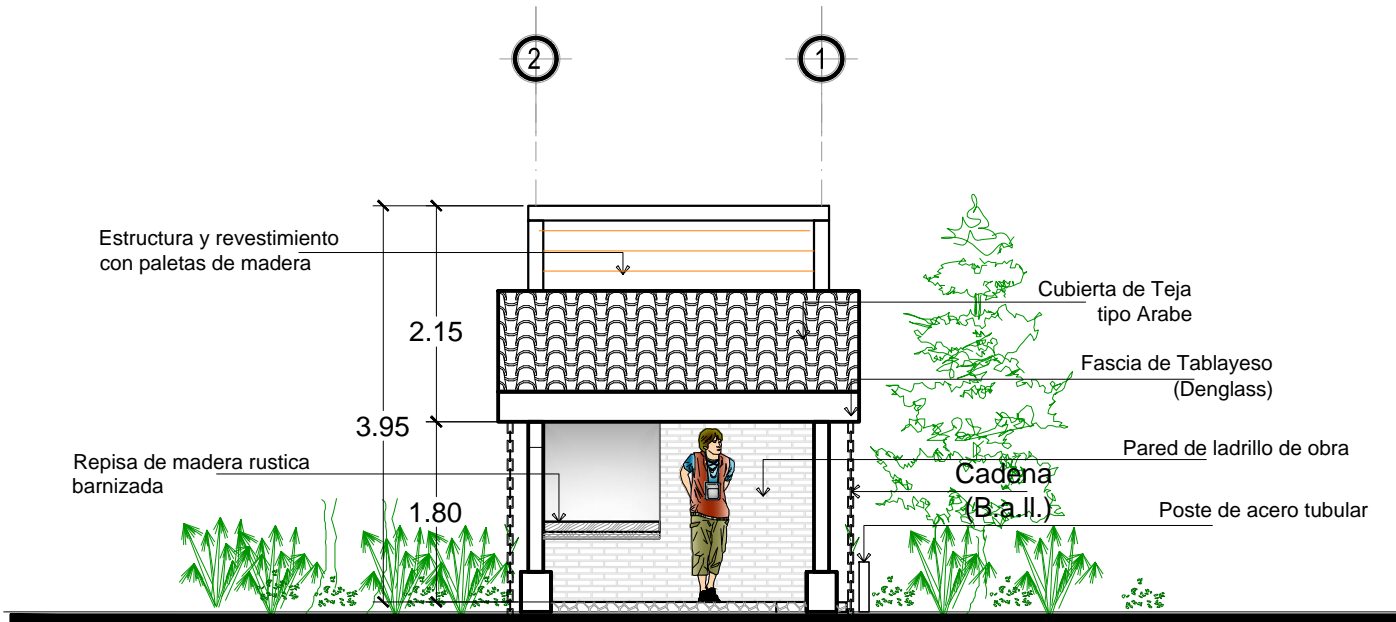 2
1
Estructura y revestimiento
con paletas de madera
Cubierta de Teja
tipo Arabe
2.15
Fascia de Tablayeso
(Denglass)
3.95
Pared de ladrillo de obra
Repisa de madera rustica
barnizada
Cadena
(B.a.ll.)
1.80
Poste de acero tubular